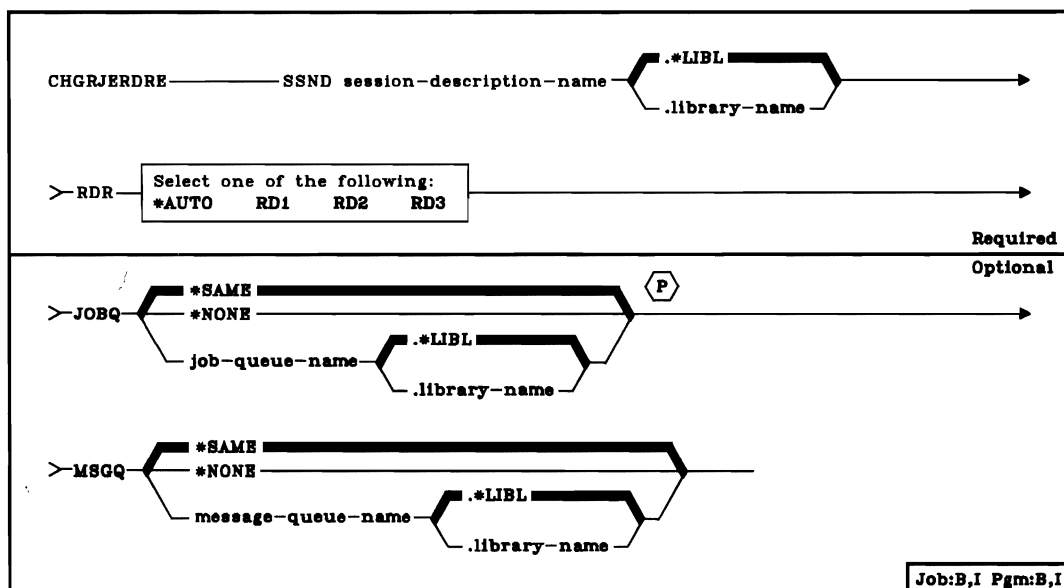 .*LIBL
CHGRJERDRE SSND session-description-name
.library-name
RDR
Select one of the following:
*AUTO RD1 RD2 RD3
Required
Optional
*SAME
P
JOBQ *NONE
.*LIBL
job-queue-name
.library-name
*SAME
MSGQ *NONE
.*LIBL
message-queue-name
.library-name
Job:B,I Pgm:B,I